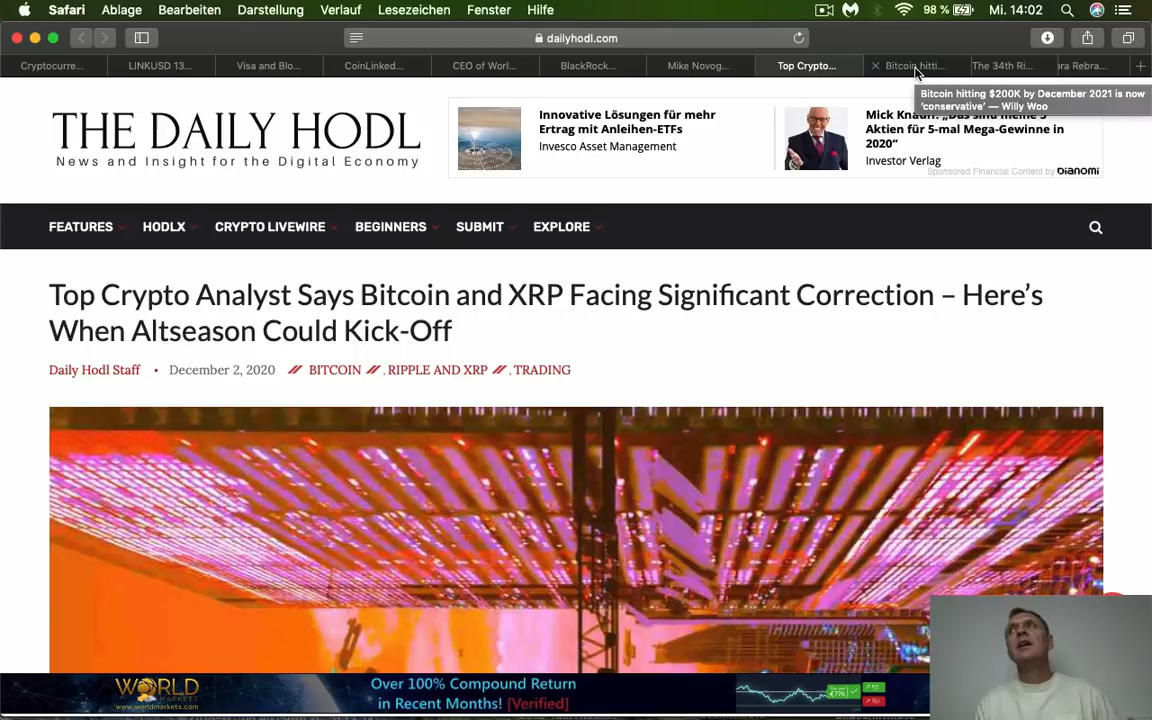 Safari Ablage Bearbeiten Darstellung Verlauf Lesezeichen Fenster Hilfe 98 % Mi. 14:02
dailyhodl.com
Cryptocurre... LINKUSD 13... Visa and Blo... CoinLinked... CEO of Worl... BlackRock... Mike Novog... Top Crypto... Bitcoin hitti... The 34th Ri... ora Rebra...
Bitcoin hitting $200K by December 2021 is now
'conservative' — Willy Woo
THE DAILY HODL
News and Insight for the Digital Economy
Innovative Lösungen für mehr
Ertrag mit Anleihen-ETFs
Invesco Asset Management
Mick Knauff: „Das sind meine 5
Aktien für 5-mal Mega-Gewinne in
2020“
Investor Verlag
Sponsored Financial Content by DIANOMI
FEATURES HODLX CRYPTO LIVEWIRE BEGINNERS SUBMIT EXPLORE
Top Crypto Analyst Says Bitcoin and XRP Facing Significant Correction – Here's
When Altseason Could Kick-Off
Daily Hodl Staff • December 2, 2020 // BITCOIN // , RIPPLE AND XRP // , TRADING
WORLD
MARKETS
www.worldmarkets.com
Over 100% Compound Return
in Recent Months! [Verified]